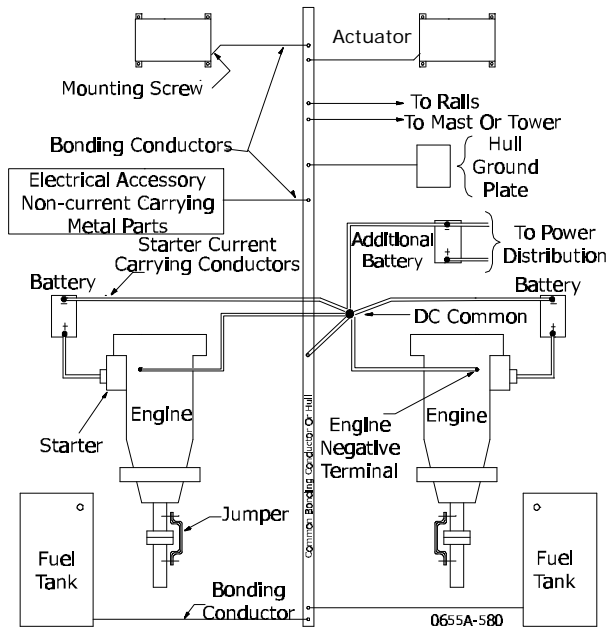 Actuator
Mounting Screw
To Rails
To Mast Or Tower
Bonding Conductors
Hull
Ground
Plate
Electrical Accessory
Non-current Carrying
Metal Parts
Starter Current
Carrying Conductors
Additional
Battery
To Power
Distribution
Battery
Battery
DC Common
Engine
Engine
Starter
Engine
Negative
Terminal
Common Bonding Conductor Or Hull
Jumper
Fuel
Tank
Fuel
Tank
Bonding
Conductor
0655A-580